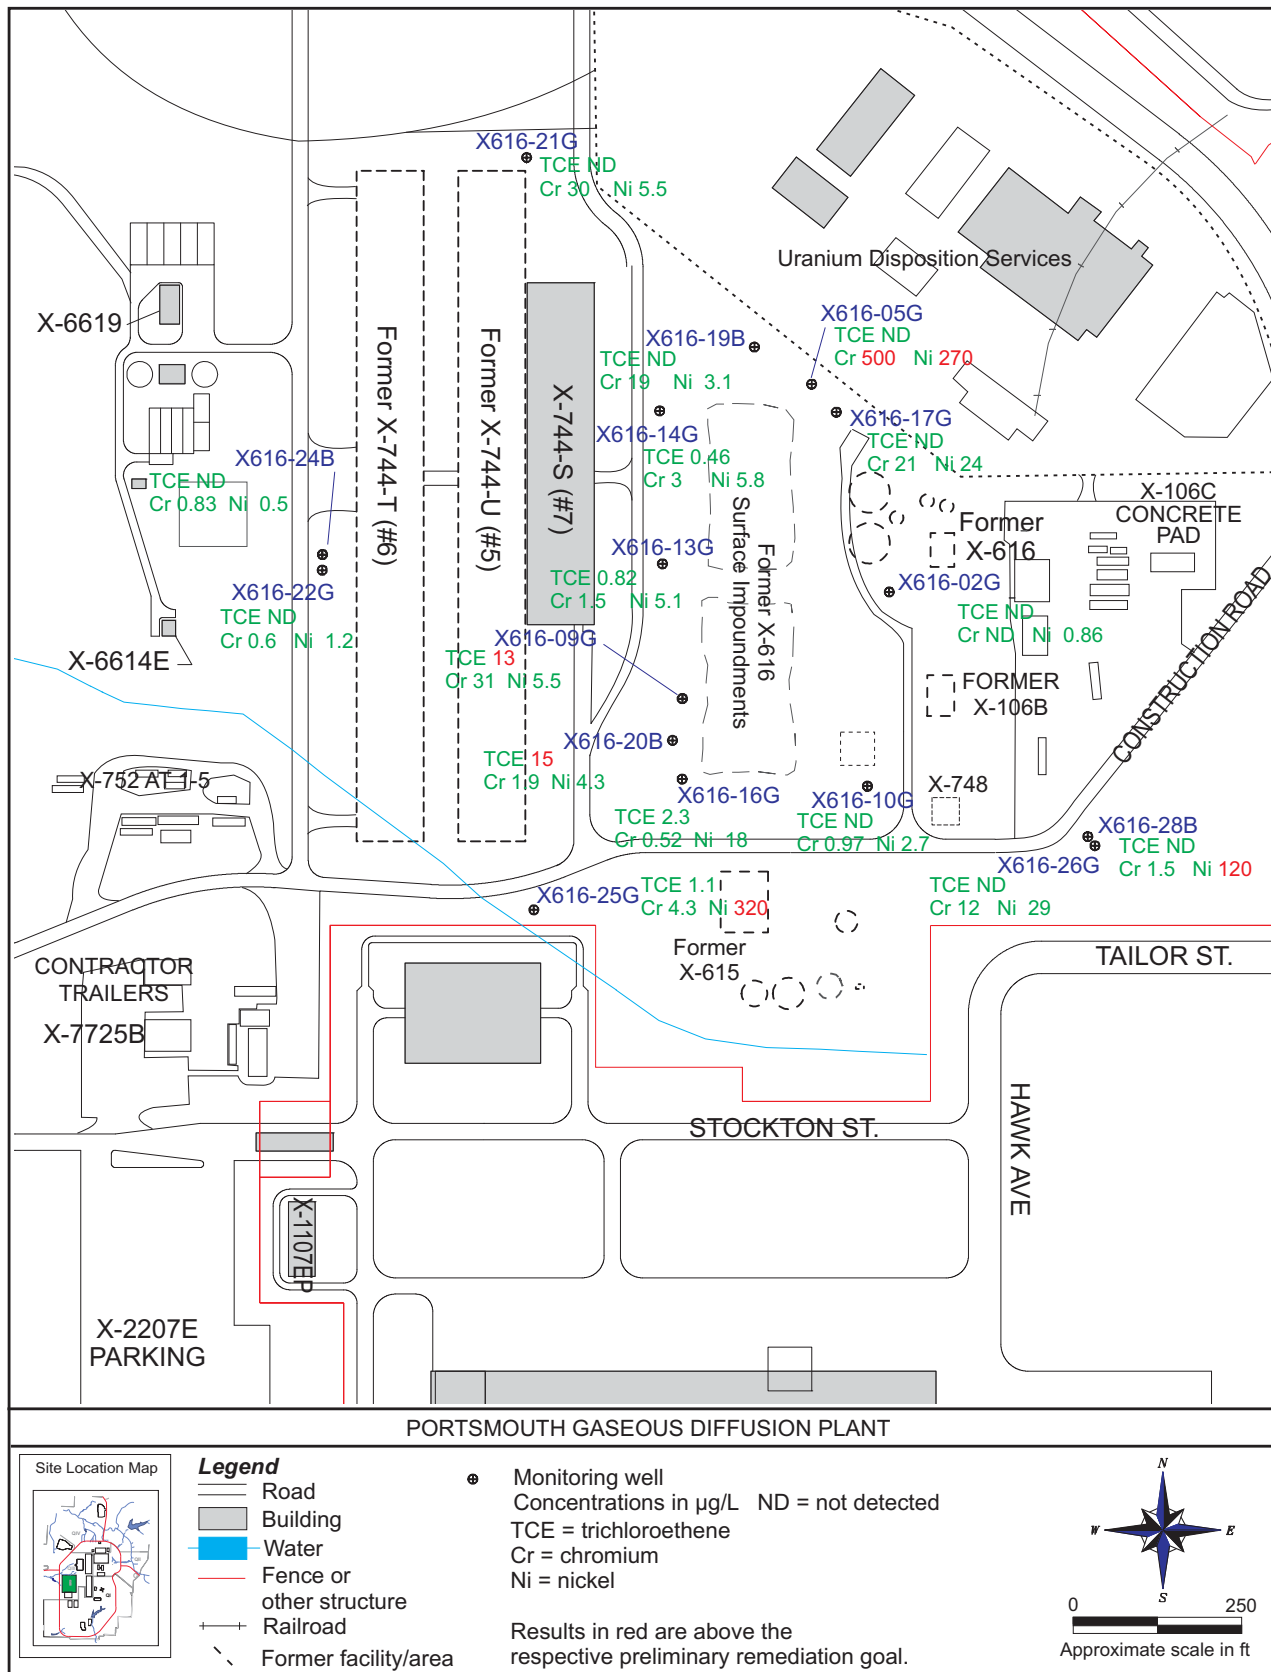 X616-21G
TCE ND
Cr 30 Ni 5.5
Uranium Disposition Services
X-6619
X616-05G
TCE ND
Cr 500 Ni 270
X616-19B
TCE ND
Cr 19 Ni 3.1
Former X-744-T (#6)
Former X-744-U (#5)
X-744-S (#7)
X616-17G
TCE ND
Cr 21 Ni 24
X616-14G
TCE 0.46
Cr 3 Ni 5.8
X616-24B
TCE ND
Cr 0.83 Ni 0.5
X-106C
CONCRETE
PAD
Former
X-616
Former X-616
Surface Impoundments
X616-13G
TCE 0.82
Cr 1.5 Ni 5.1
X616-02G
TCE ND
Cr ND Ni 0.86
X616-22G
TCE ND
Cr 0.6 Ni 1.2
X-6614E
X616-09G
TCE 13
Cr 31 Ni 5.5
FORMER
X-106B
CONSTRUCTION ROAD
X616-20B
TCE 15
Cr 1.9 Ni 4.3
X-752 AT 1-5
X616-16G
TCE 2.3
Cr 0.52 Ni 18
X616-10G
TCE ND
Cr 0.97 Ni 2.7
X-748
X616-28B
TCE ND
Cr 1.5 Ni 120
X616-26G
TCE ND
Cr 12 Ni 29
X616-25G
TCE 1.1
Cr 4.3 Ni 320
Former
X-615
TAILOR ST.
CONTRACTOR
TRAILERS
X-7725B
STOCKTON ST.
HAWK AVE
X-1107EP
X-2207E
PARKING
PORTSMOUTH GASEOUS DIFFUSION PLANT
Site Location Map
Legend
Road
Building
Water
Fence or
other structure
Railroad
Former facility/area
Monitoring well
Concentrations in µg/L ND = not detected
TCE = trichloroethene
Cr = chromium
Ni = nickel
Results in red are above the
respective preliminary remediation goal.
N
W
E
S
0 250
Approximate scale in ft